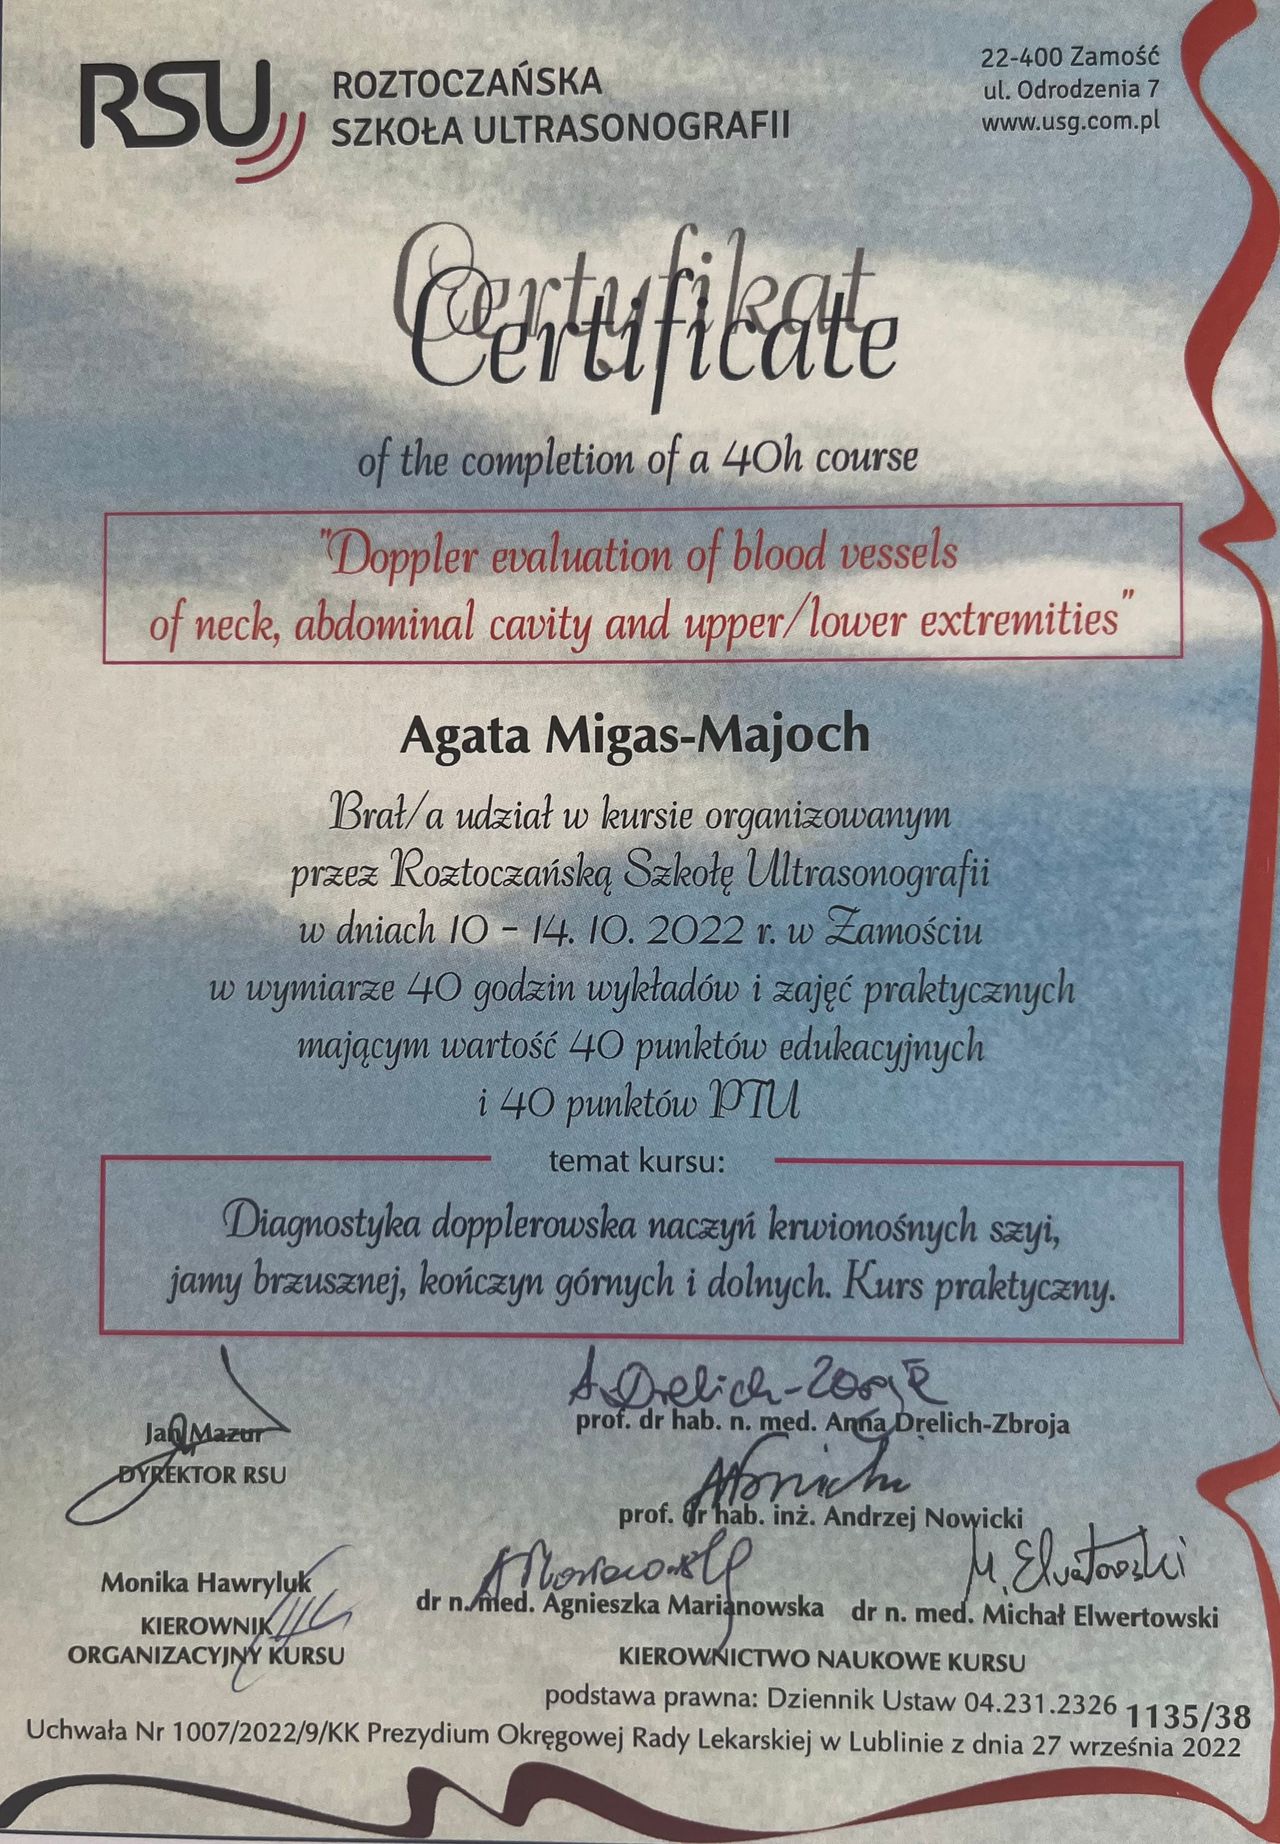 RSU
ROZTOCZAŃSKA
SZKOŁA ULTRASONOGRAFII
22-400 Zamość
ul. Odrodzenia 7
www.usg.com.pl
Certyfikat
Certificate
of the completion of a 40h course
"Doppler evaluation of blood vessels
of neck, abdominal cavity and upper/lower extremities"
Agata Migas-Majoch
Brał/a udział w kursie organizowanym
przez Roztoczańską Szkołę Ultrasonografii
w dniach 10 - 14. 10. 2022 r. w Zamościu
w wymiarze 40 godzin wykładów i zajęć praktycznych
mającym wartość 40 punktów edukacyjnych
i 40 punktów PTU
temat kursu:
Diagnostyka dopplerowska naczyń krwionośnych szyi,
jamy brzusznej, kończyn górnych i dolnych. Kurs praktyczny.
Jan Mazur
DYREKTOR RSU
A. Drelich-Zbroja
prof. dr hab. n. med. Anna Drelich-Zbroja
prof. dr hab. inż. Andrzej Nowicki
Monika Hawryluk
KIEROWNIK
ORGANIZACYJNY KURSU
dr n. med. Agnieszka Marianowska
M. Elwertowski
dr n. med. Michał Elwertowski
KIEROWNICTWO NAUKOWE KURSU
podstawa prawna: Dziennik Ustaw 04.231.2326
1135/38
Uchwała Nr 1007/2022/9/KK Prezydium Okręgowej Rady Lekarskiej w Lublinie z dnia 27 września 2022